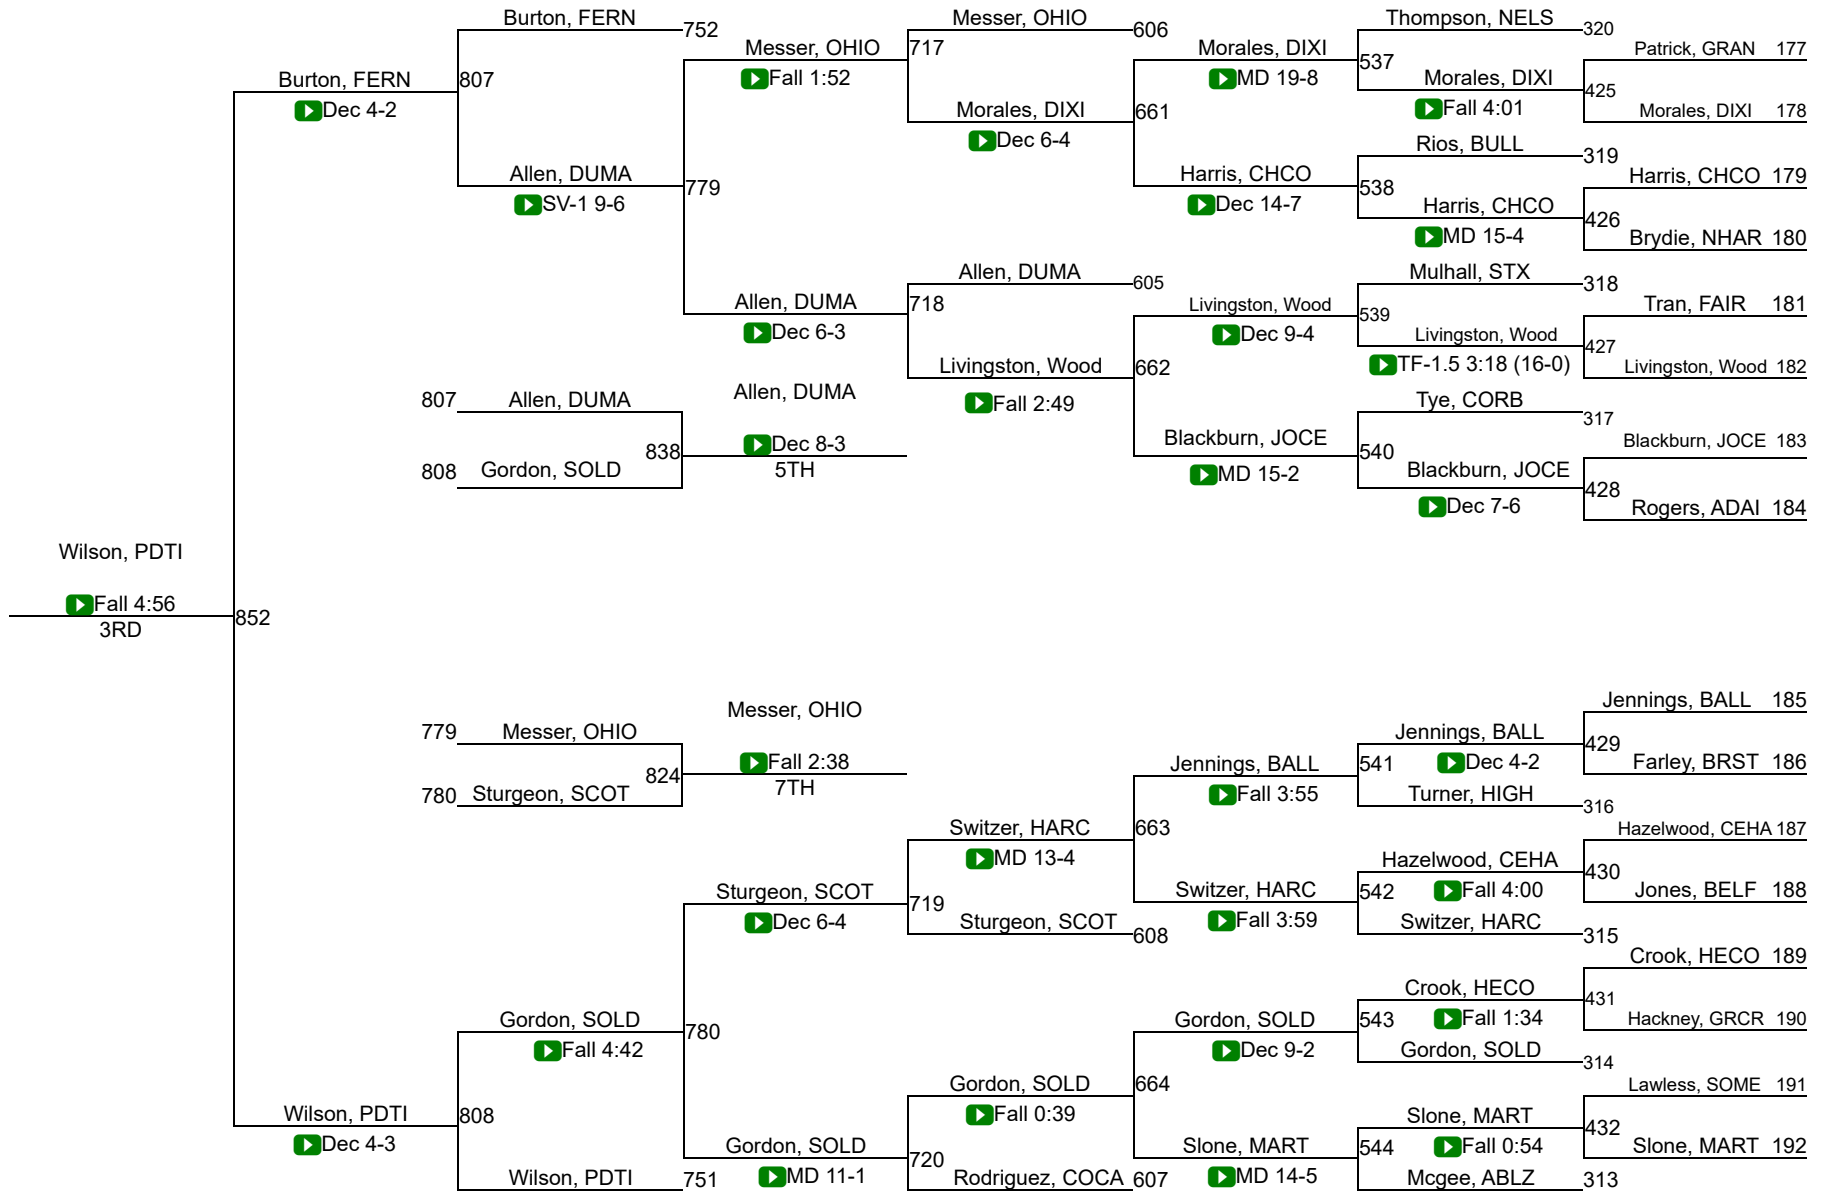 Burton, FERN 752
Messer, OHIO 606
Thompson, NELS 320
Messer, OHIO 717
Morales, DIXI 537
Patrick, GRAN 177
Burton, FERN 807
Fall 1:52
MD 19-8
Morales, DIXI 425
Dec 4-2
Morales, DIXI 661
Fall 4:01
Morales, DIXI 178
Dec 6-4
Rios, BULL 319
Allen, DUMA 779
Harris, CHCO 538
Harris, CHCO 179
SV-1 9-6
Dec 14-7
Harris, CHCO 426
MD 15-4
Brydie, NHAR 180
Allen, DUMA 605
Mulhall, STX 318
Allen, DUMA 718
Livingston, Wood 539
Tran, FAIR 181
Dec 6-3
Dec 9-4
Livingston, Wood 427
Livingston, Wood 662
TF-1.5 3:18 (16-0)
Livingston, Wood 182
Allen, DUMA
807 Allen, DUMA
Fall 2:49
Tye, CORB 317
838
Dec 8-3
Blackburn, JOCE 540
Blackburn, JOCE 183
808 Gordon, SOLD
5TH
MD 15-2
Blackburn, JOCE 428
Dec 7-6
Rogers, ADAI 184
Wilson, PDTI
Fall 4:56
3RD
852
Messer, OHIO
Jennings, BALL 185
779 Messer, OHIO
Jennings, BALL 429
824
Fall 2:38
Jennings, BALL 541
Dec 4-2
Farley, BRST 186
780 Sturgeon, SCOT
7TH
Fall 3:55
Turner, HIGH 316
Switzer, HARC 663
Hazelwood, CEHA 187
MD 13-4
Hazelwood, CEHA 430
Sturgeon, SCOT 719
Switzer, HARC 542
Fall 4:00
Jones, BELF 188
Dec 6-4
Sturgeon, SCOT 608
Fall 3:59
Switzer, HARC 315
Crook, HECO 189
Crook, HECO 431
Gordon, SOLD 780
Gordon, SOLD 543
Fall 1:34
Hackney, GRCR 190
Fall 4:42
Dec 9-2
Gordon, SOLD 314
Gordon, SOLD 664
Lawless, SOME 191
Wilson, PDTI 808
Fall 0:39
Slone, MART 432
Dec 4-3
Gordon, SOLD 720
Slone, MART 544
Fall 0:54
Slone, MART 192
Wilson, PDTI 751
MD 11-1
Rodriguez, COCA 607
MD 14-5
Mcgee, ABLZ 313